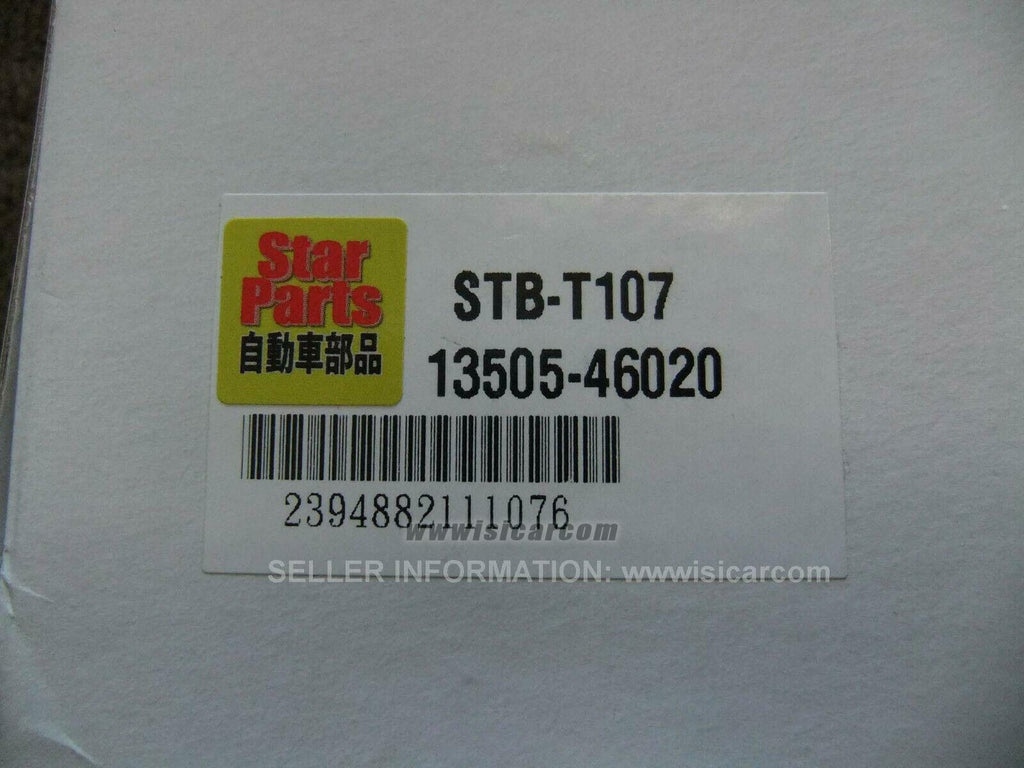 Star
Parts
自動車部品
STB-T107
13505-46020
2394882111076
wwwisicarcom
SELLER INFORMATION: wwwisicarcom